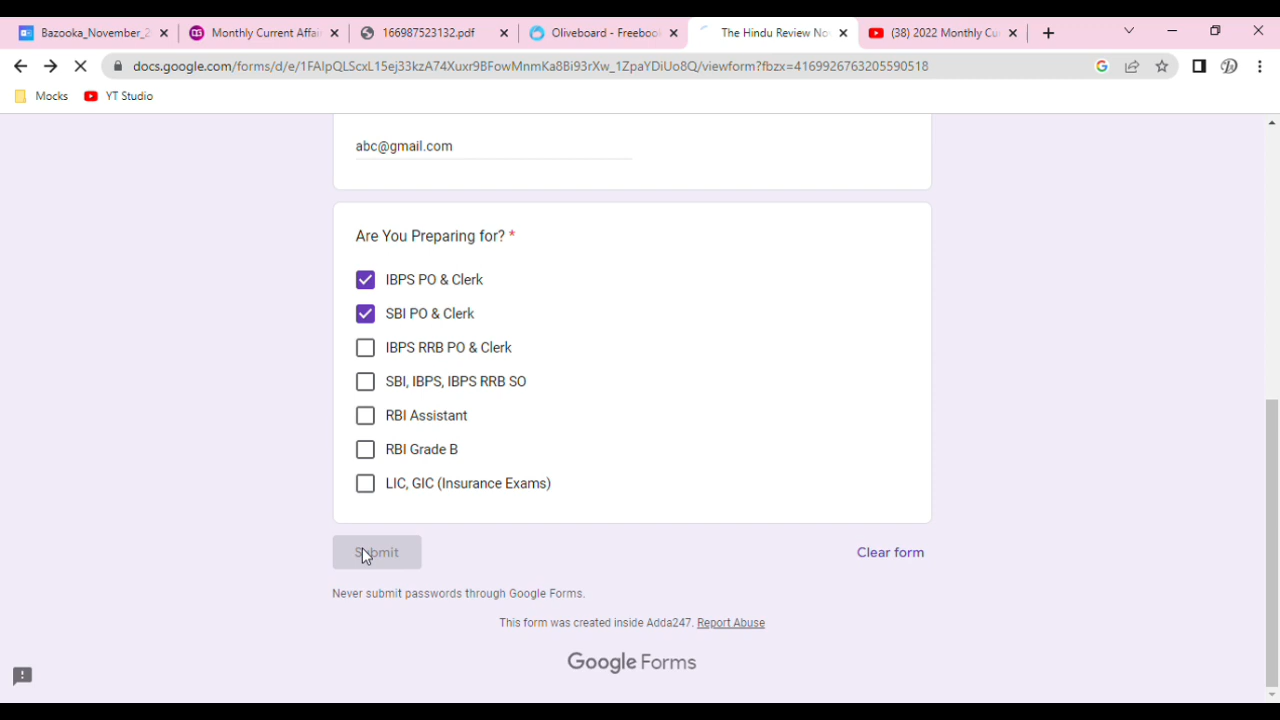 Bazooka_November_2
Monthly Current Affai
166987523132.pdf
Oliveboard - Freeboo
The Hindu Review No
(38) 2022 Monthly Cu
docs.google.com/forms/d/e/1FAIpQLScxL15ej33kzA74Xuxr9BFowMnmKa8Bi93rXw_1ZpaYDiUo8Q/viewform?fbzx=4169926763205590518
Mocks
YT Studio
abc@gmail.com
Are You Preparing for? *
IBPS PO & Clerk
SBI PO & Clerk
IBPS RRB PO & Clerk
SBI, IBPS, IBPS RRB SO
RBI Assistant
RBI Grade B
LIC, GIC (Insurance Exams)
Submit
Clear form
Never submit passwords through Google Forms.
This form was created inside Adda247. Report Abuse
Google Forms